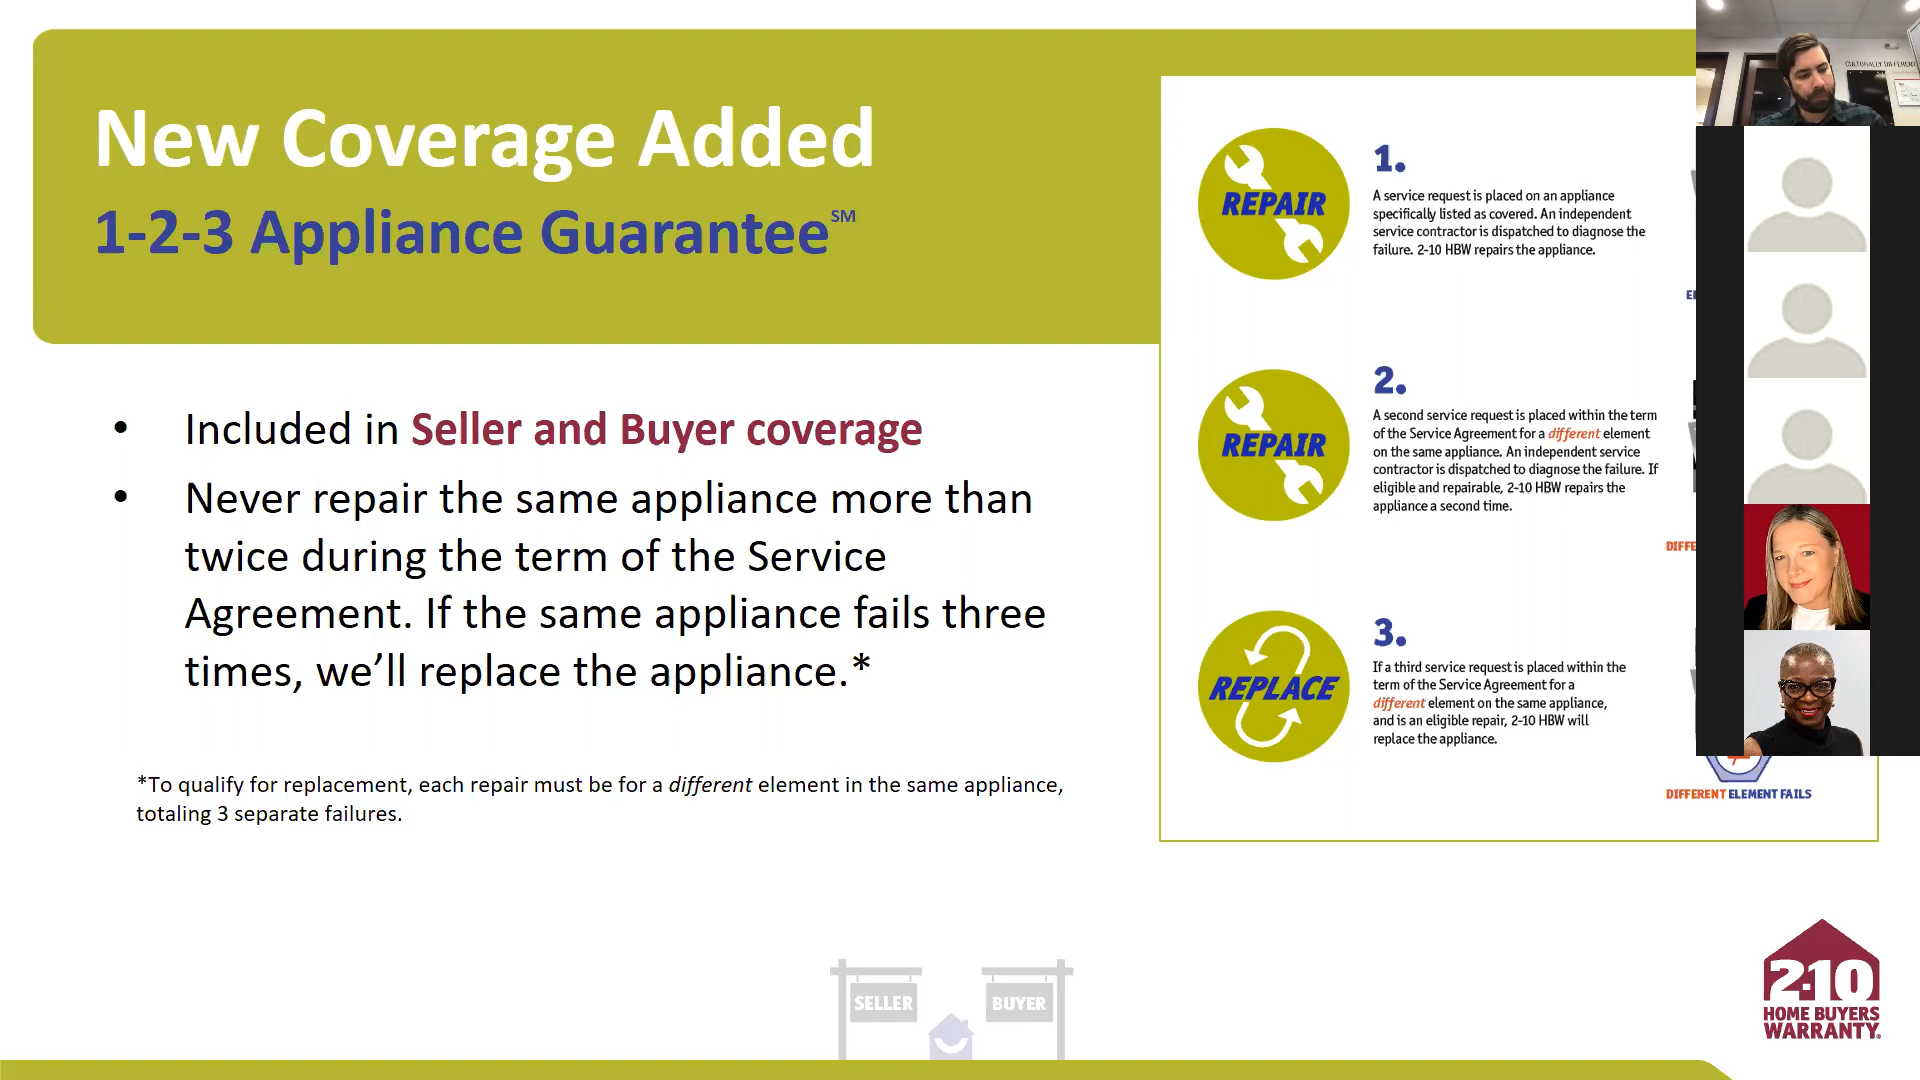 New Coverage Added
1-2-3 Appliance Guarantee℠
• Included in Seller and Buyer coverage
• Never repair the same appliance more than
twice during the term of the Service
Agreement. If the same appliance fails three
times, we’ll replace the appliance.*
*To qualify for replacement, each repair must be for a different element in the same appliance,
totaling 3 separate failures.
REPAIR
1.
A service request is placed on an appliance
specifically listed as covered. An independent
service contractor is dispatched to diagnose the
failure. 2-10 HBW repairs the appliance.
REPAIR
2.
A second service request is placed within the term
of the Service Agreement for a different element
on the same appliance. An independent service
contractor is dispatched to diagnose the failure. If
eligible and repairable, 2-10 HBW repairs the
appliance a second time.
REPLACE
3.
If a third service request is placed within the
term of the Service Agreement for a
different element on the same appliance,
and is an eligible repair, 2-10 HBW will
replace the appliance.
DIFFERENT ELEMENT FAILS
CULTURALLY DIFFERENT
SELLER
BUYER
2-10
HOME BUYERS
WARRANTY®